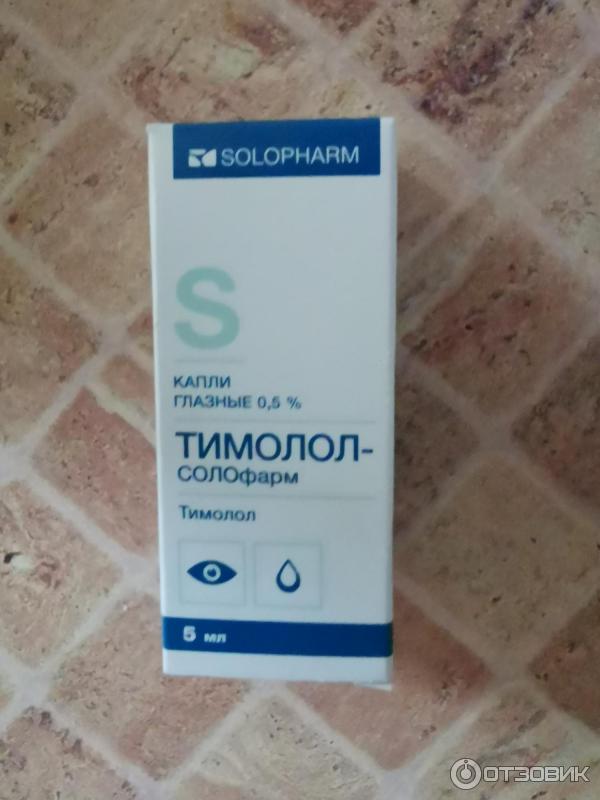 SOLOPHARM
S
КАПЛИ
ГЛАЗНЫЕ 0,5 %
ТИМОЛОЛ-
СОЛОфарм
Тимолол
5 мл
ОТЗОВИК